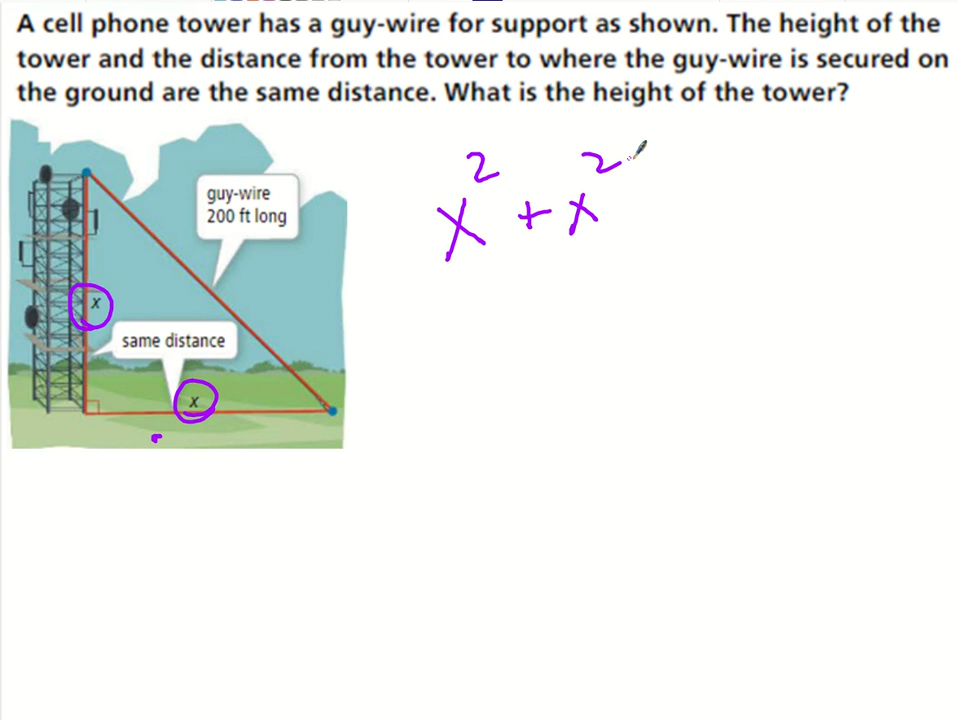 A cell phone tower has a guy-wire for support as shown. The height of the
tower and the distance from the tower to where the guy-wire is secured on
the ground are the same distance. What is the height of the tower?
guy-wire
200 ft long
x² + x²
x
same distance
x